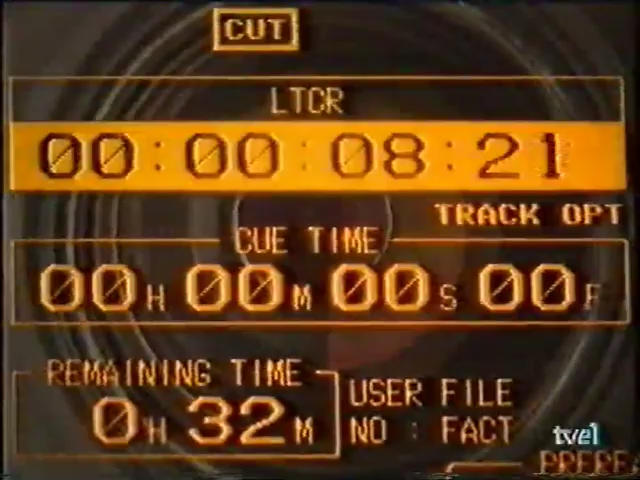 CUT
LTCR
00:00:08:21
TRACK OPT
CUE TIME
00H 00M 00S 00F
REMAINING TIME
0H 32M
USER FILE
NO : FACT
tve1